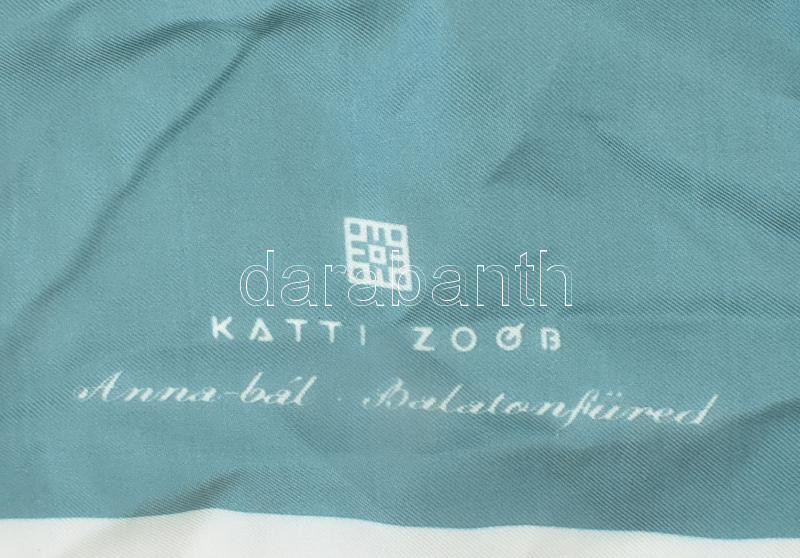 darabanth
KATTI ZOÓB
Anna-bál · Balatonfüred